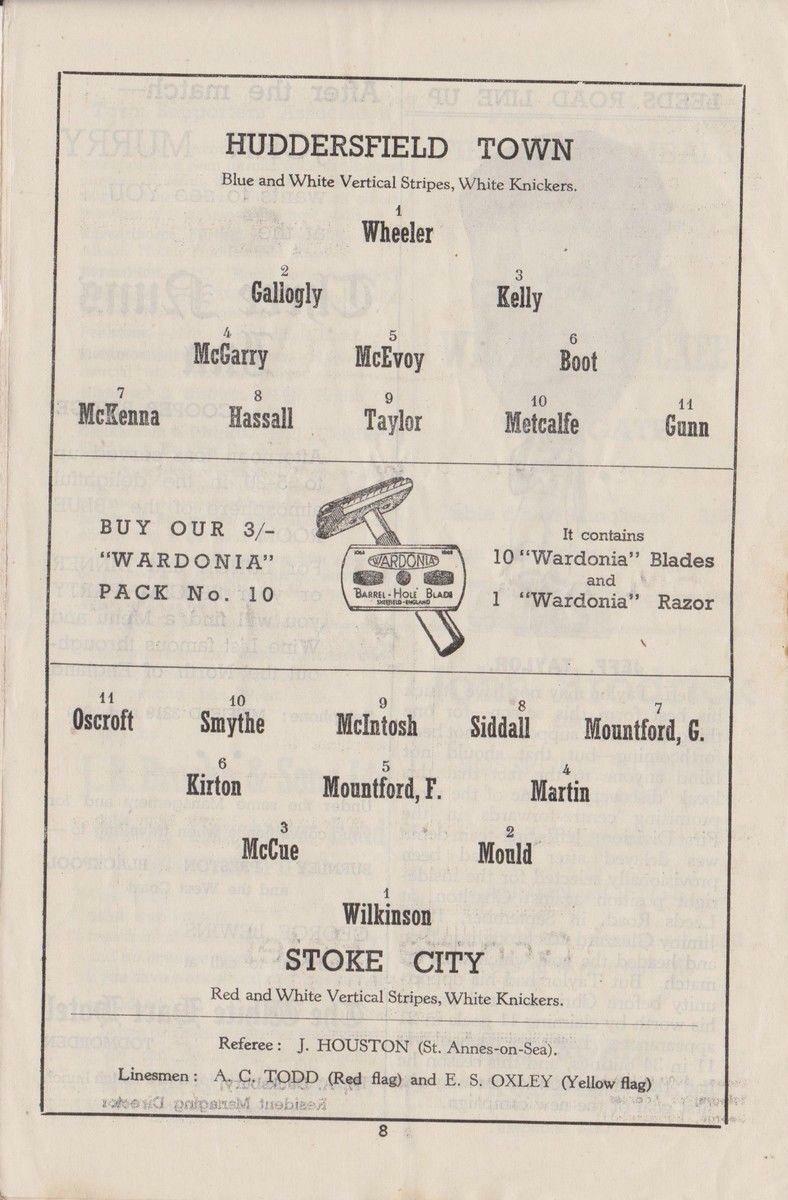 HUDDERSFIELD TOWN
Blue and White Vertical Stripes, White Knickers.
1
Wheeler
2 3
Gallogly Kelly
4 5 6
McGarry McEvoy Boot
7 8 9 10 11
McKenna Hassall Taylor Metcalfe Gunn
BUY OUR 3/-
"WARDONIA"
PACK No. 10
WARDONIA
BARREL-HOLE BLADE
SHEFFIELD-ENGLAND
It contains
10 "Wardonia" Blades
and
1 "Wardonia" Razor
11 10 9 8 7
Oscroft Smythe McIntosh Siddall Mountford, G.
6 5 4
Kirton Mountford, F. Martin
3 2
McCue Mould
1
Wilkinson
STOKE CITY
Red and White Vertical Stripes, White Knickers.
Referee: J. HOUSTON (St. Annes-on-Sea).
Linesmen: A. C. TODD (Red flag) and E. S. OXLEY (Yellow flag)
8